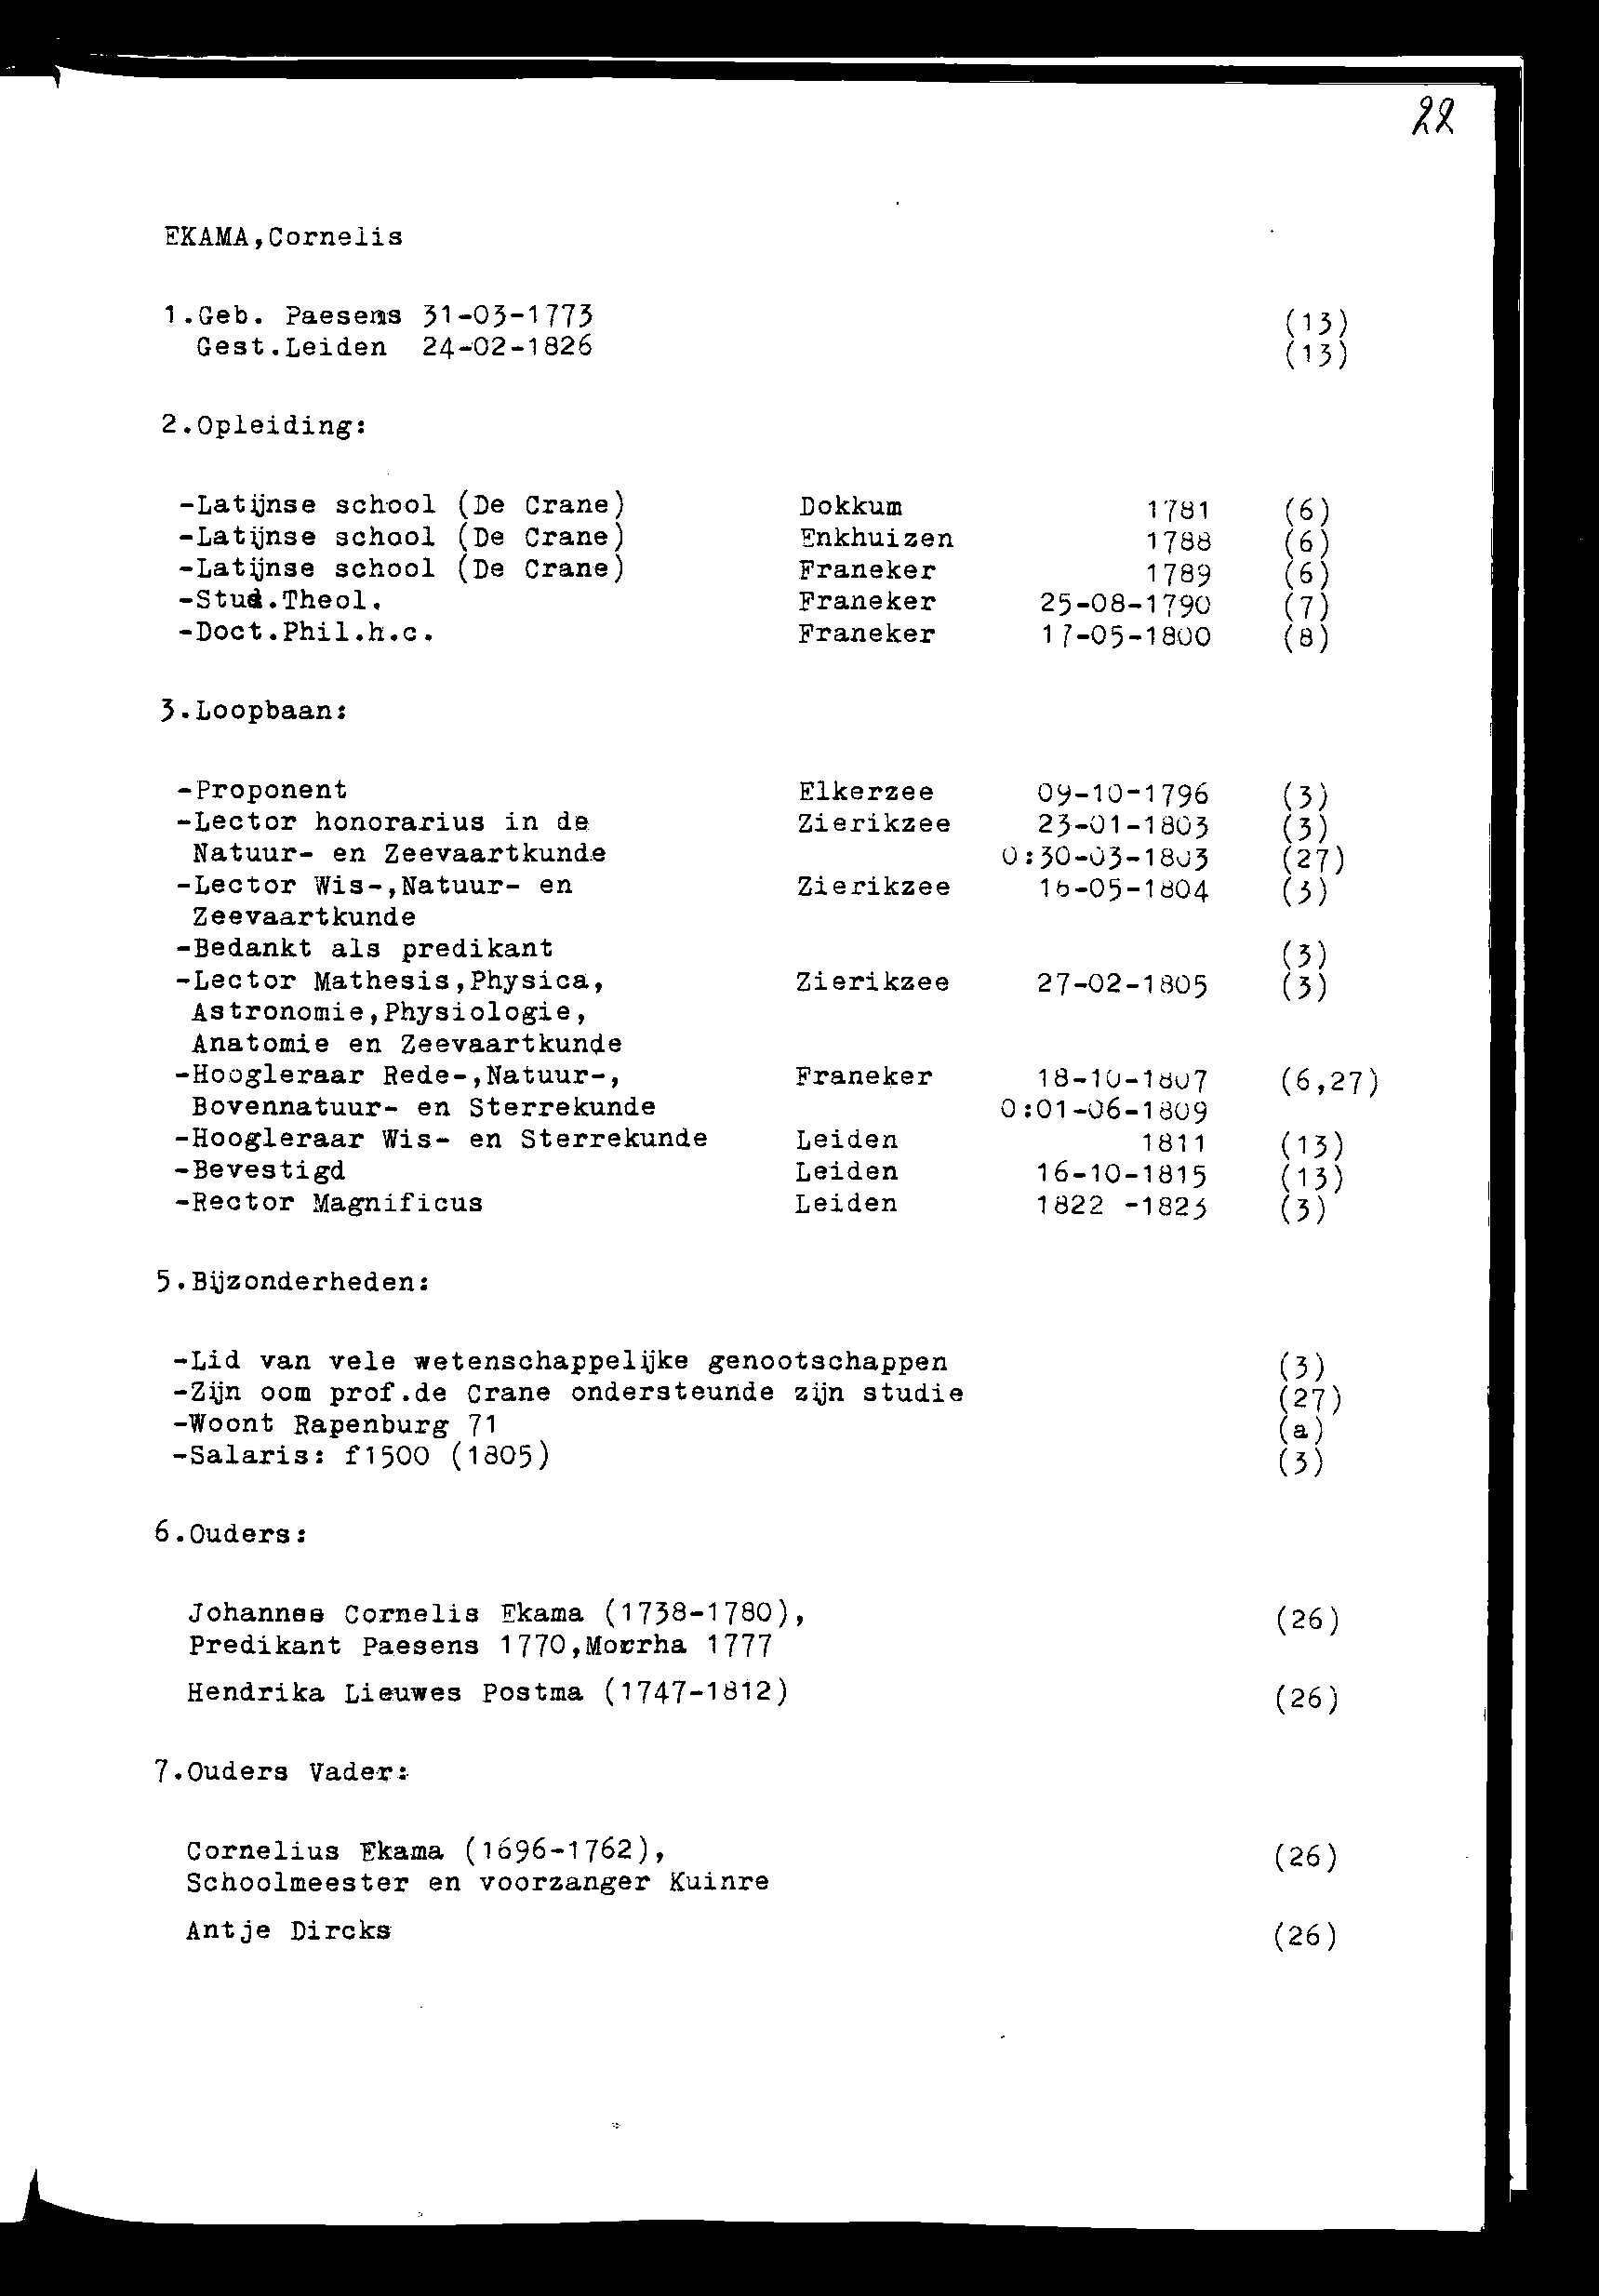 22
EKAMA,Cornelis
1.Geb. Paesens 31-03-1773 (13)
Gest.Leiden 24-02-1826 (13)
2.Opleiding:
-Latijnse school (De Crane) Dokkum 1781 (6)
-Latijnse school (De Crane) Enkhuizen 1788 (6)
-Latijnse school (De Crane) Franeker 1789 (6)
-Stud.Theol. Franeker 25-08-1790 (7)
-Doct.Phil.h.c. Franeker 17-05-1800 (8)
3.Loopbaan:
-Proponent Elkerzee 09-10-1796 (3)
-Lector honorarius in de Zierikzee 23-01-1803 (3)
Natuur- en Zeevaartkunde 0:30-03-1803 (27)
-Lector Wis-,Natuur- en Zierikzee 16-05-1804 (3)
Zeevaartkunde
-Bedankt als predikant (3)
-Lector Mathesis,Physica, Zierikzee 27-02-1805 (3)
Astronomie,Physiologie,
Anatomie en Zeevaartkunde
-Hoogleraar Rede-,Natuur-, Franeker 18-10-1807 (6,27)
Bovennatuur- en Sterrekunde 0:01-06-1809
-Hoogleraar Wis- en Sterrekunde Leiden 1811 (13)
-Bevestigd Leiden 16-10-1815 (13)
-Rector Magnificus Leiden 1822 -1823 (3)
5.Bijzonderheden:
-Lid van vele wetenschappelijke genootschappen (3)
-Zijn oom prof.de Crane ondersteunde zijn studie (27)
-Woont Rapenburg 71 (a)
-Salaris: f1500 (1805) (3)
6.Ouders:
Johannes Cornelis Ekama (1738-1780), (26)
Predikant Paesens 1770,Morrha 1777
Hendrika Lieuwes Postma (1747-1812) (26)
7.Ouders Vader:
Cornelius Ekama (1696-1762), (26)
Schoolmeester en voorzanger Kuinre
Antje Dircks (26)